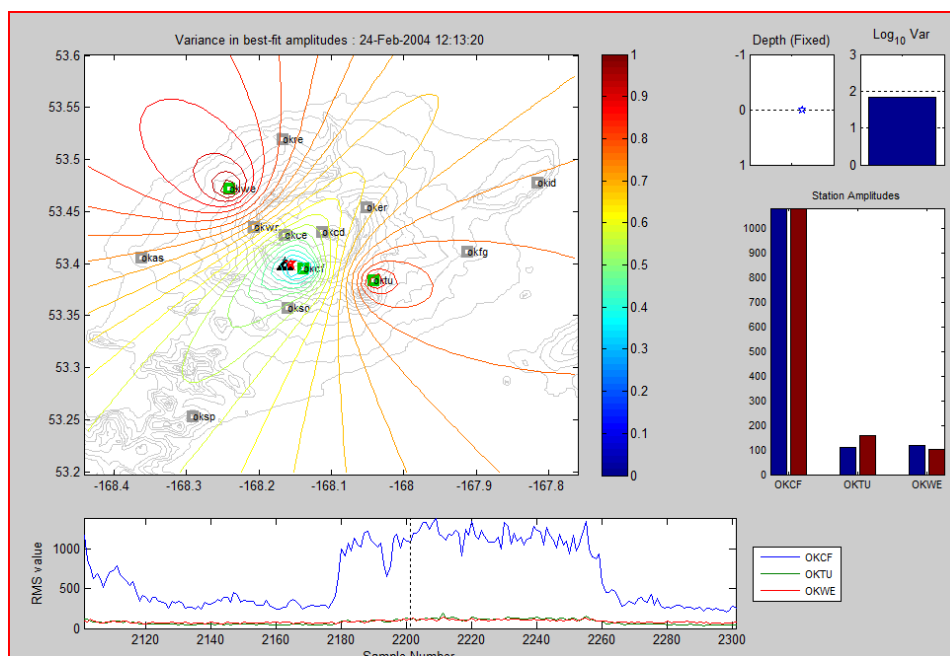 Variance in best-fit amplitudes : 24-Feb-2004 12:13:20
53.6
53.55
53.5
53.45
53.4
53.35
53.3
53.25
53.2
-168.4
-168.3
-168.2
-168.1
-168
-167.9
-167.8
okre
okwe
okid
oker
okwr
okce
okcd
okas
okfg
okcf
oktu
okso
oksp
1
0.9
0.8
0.7
0.6
0.5
0.4
0.3
0.2
0.1
0
Depth (Fixed)
-1
0
1
Log10 Var
3
2
1
0
Station Amplitudes
1000
900
800
700
600
500
400
300
200
100
0
OKCF
OKTU
OKWE
RMS value
1000
500
0
2120
2140
2160
2180
2200
2220
2240
2260
2280
2300
Sample Number
OKCF
OKTU
OKWE